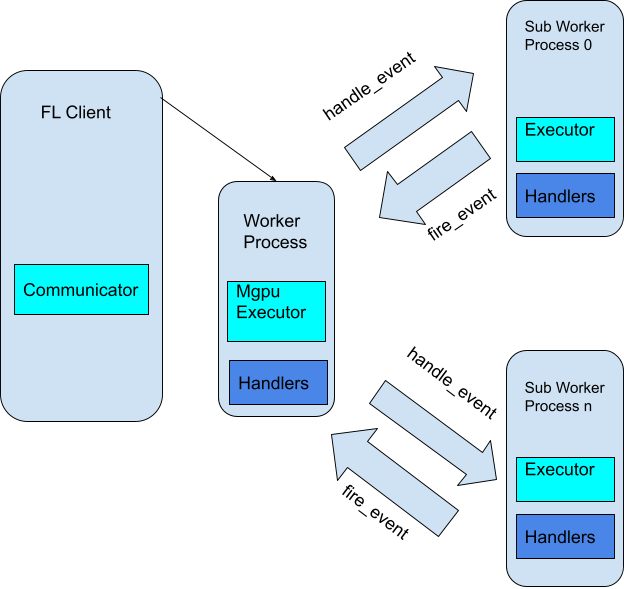 FL Client
Communicator
Worker
Process
Mgpu
Executor
Handlers
handle_event
fire_event
Sub Worker
Process 0
Executor
Handlers
handle_event
fire_event
Sub Worker
Process n
Executor
Handlers